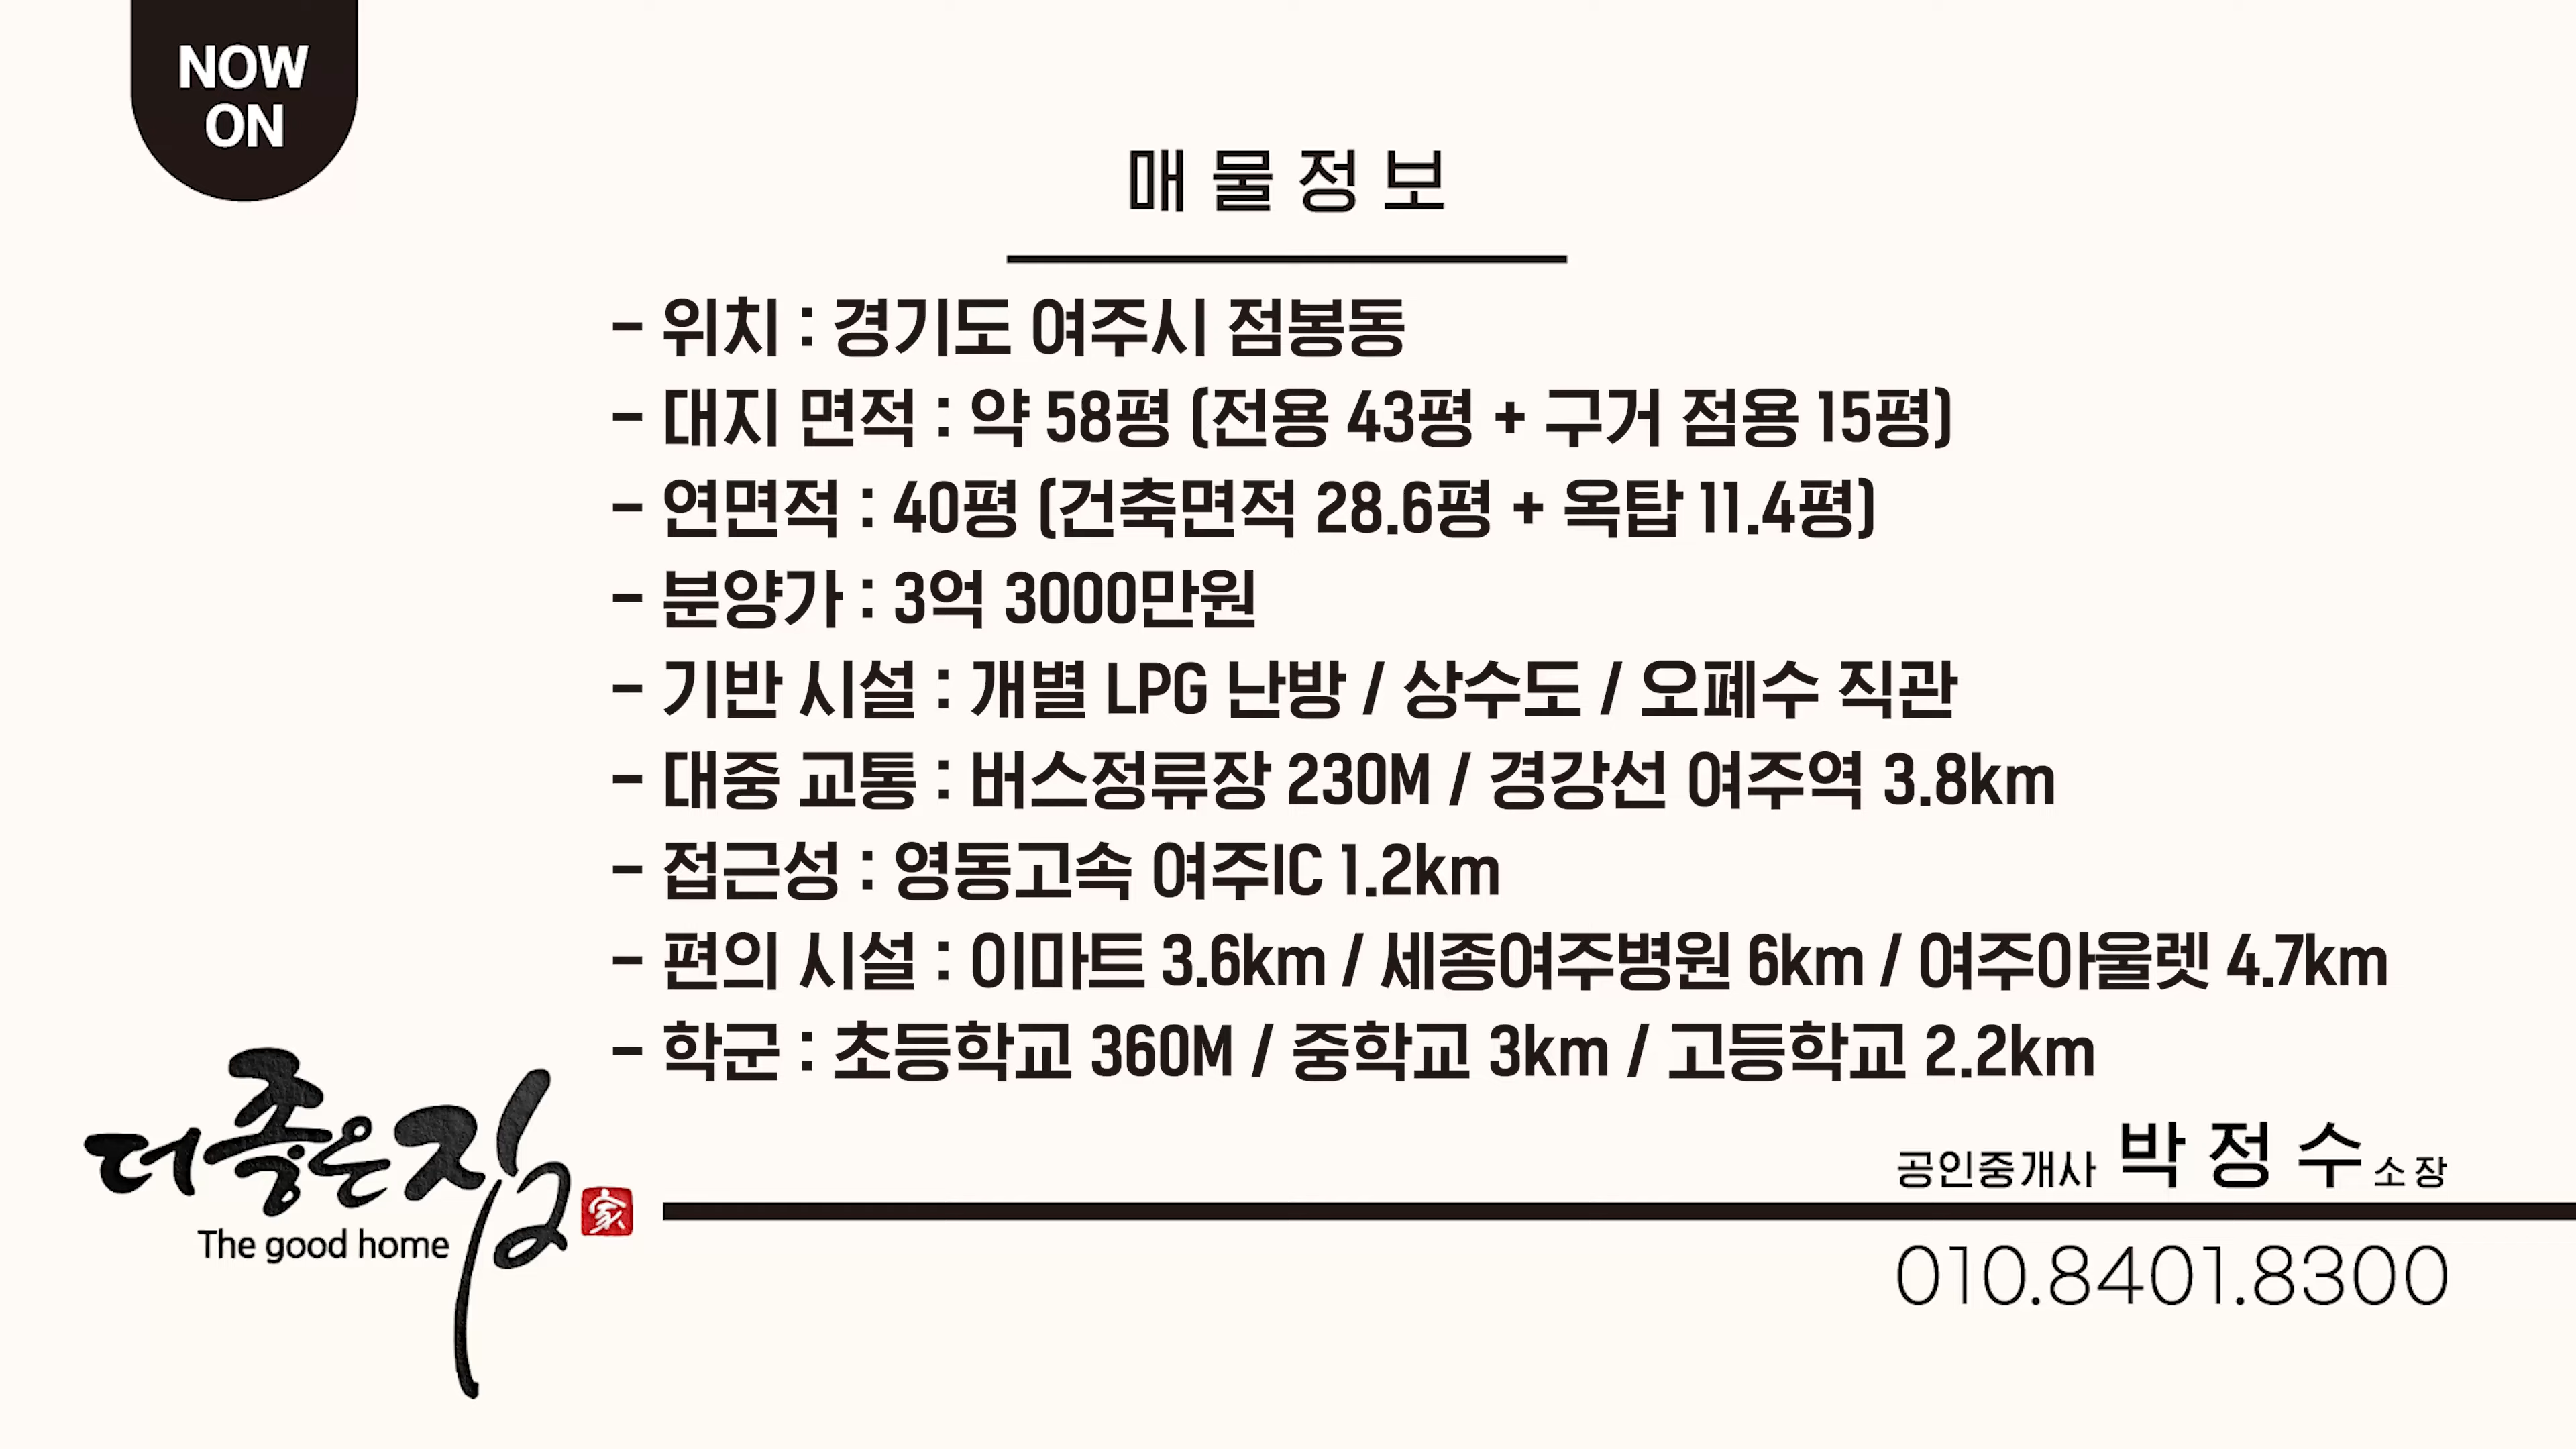 NOW
ON
매물정보
- 위치 : 경기도 여주시 점봉동
- 대지 면적 : 약 58평 (전용 43평 + 구거 점용 15평)
- 연면적 : 40평 (건축면적 28.6평 + 옥탑 11.4평)
- 분양가 : 3억 3000만원
- 기반 시설 : 개별 LPG 난방 / 상수도 / 오폐수 직관
- 대중 교통 : 버스정류장 230M / 경강선 여주역 3.8km
- 접근성 : 영동고속 여주IC 1.2km
- 편의 시설 : 이마트 3.6km / 세종여주병원 6km / 여주아울렛 4.7km
- 학군 : 초등학교 360M / 중학교 3km / 고등학교 2.2km
더좋은집
家
The good home
공인중개사 박정수 소장
010.8401.8300